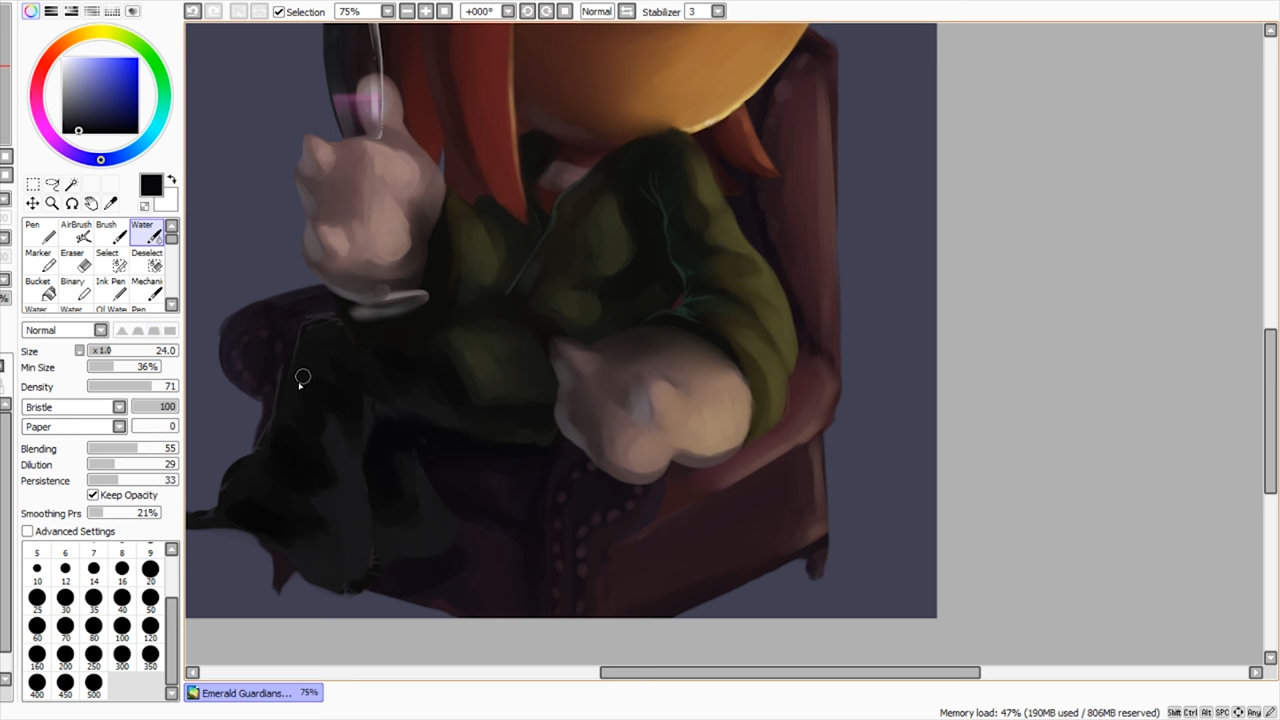 Selection 75% +000° Normal Stabilizer 3
Pen AirBrush Brush Water
Marker Eraser Select Deselect
Bucket Binary Ink Pen Mechani
Water Water Pen
Normal
Size x 1.0 24.0
Min Size 36%
Density 71
Bristle 100
Paper 0
Blending 55
Dilution 29
Persistence 33
Keep Opacity
Smoothing Prs 21%
Advanced Settings
5 6 7 8 9
10 12 14 16 20
25 30 35 40 50
60 70 80 100 120
160 200 250 300 350
400 450 500
Emerald Guardians... 75%
Memory load: 47% (190MB used / 806MB reserved) Shift Ctrl Alt SPC Any